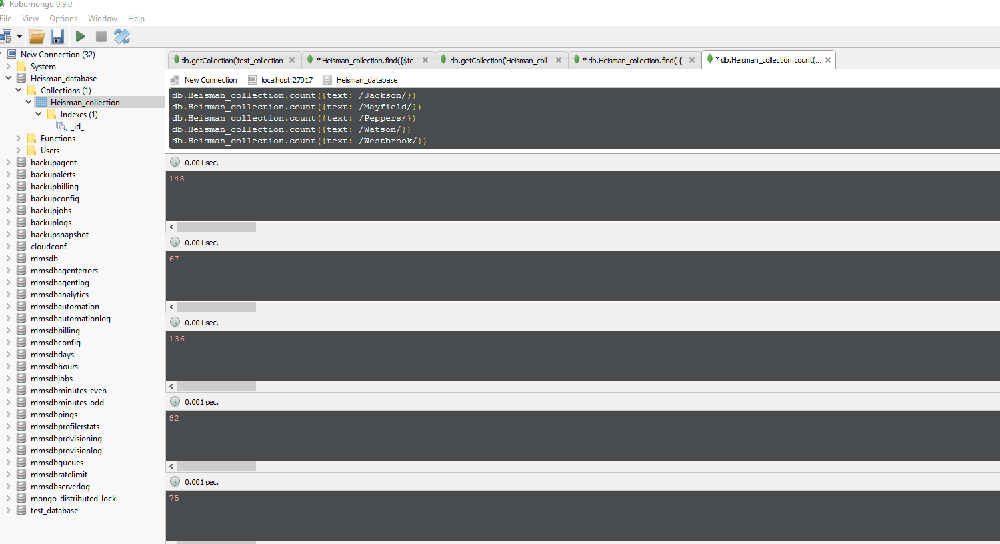 Robomongo 0.9.0
File View Options Window Help
New Connection (32)
System
Heisman_database
Collections (1)
Heisman_collection
Indexes (1)
_id_
Functions
Users
backupagent
backupalerts
backupbilling
backupconfig
backupjobs
backuplogs
backupsnapshot
cloudconf
mmsdb
mmsdbagenterrors
mmsdbagentlog
mmsdbanalytics
mmsdbautomation
mmsdbautomationlog
mmsdbbilling
mmsdbconfig
mmsdbdays
mmsdbhours
mmsdbjobs
mmsdbminutes-even
mmsdbminutes-odd
mmsdbpings
mmsdbprofilerstats
mmsdbprovisioning
mmsdbprovisionlog
mmsdbqueues
mmsdbratelimit
mmsdbserverlog
mongo-distributed-lock
test_database
db.getCollection('test_collection... * Heisman_collection.find({$te... db.getCollection('Heisman_coll... * db.Heisman_collection.find( {... * db.Heisman_collection.count(...
New Connection localhost:27017 Heisman_database
db.Heisman_collection.count({text: /Jackson/})
db.Heisman_collection.count({text: /Mayfield/})
db.Heisman_collection.count({text: /Peppers/})
db.Heisman_collection.count({text: /Watson/})
db.Heisman_collection.count({text: /Westbrook/})
0.001 sec.
148
0.001 sec.
67
0.001 sec.
136
0.001 sec.
82
0.001 sec.
75